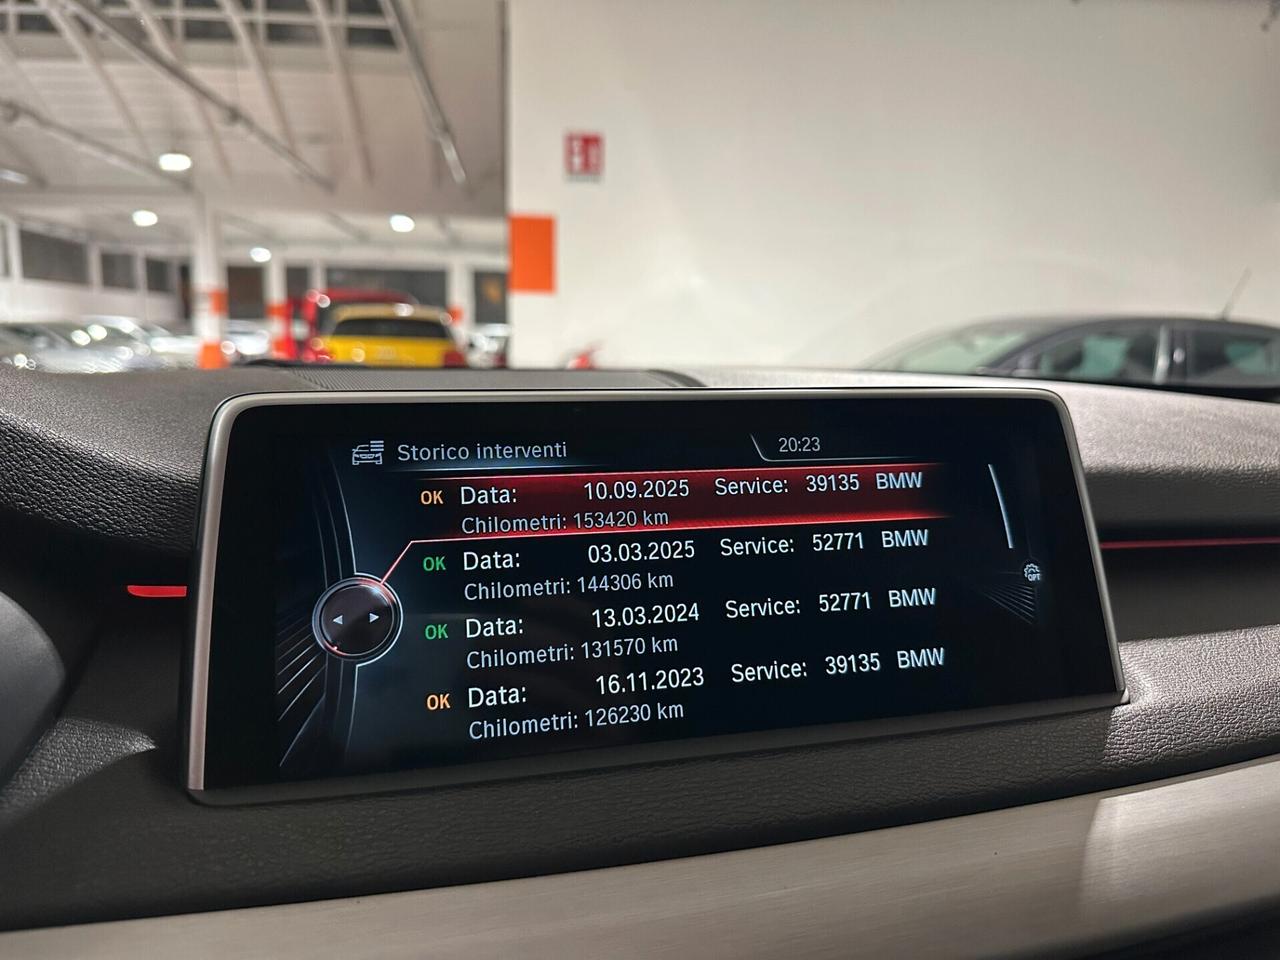 Storico interventi 20:23
OK Data: 10.09.2025 Service: 39135 BMW
Chilometri: 153420 km
OK Data: 03.03.2025 Service: 52771 BMW
Chilometri: 144306 km
OK Data: 13.03.2024 Service: 52771 BMW
Chilometri: 131570 km
OK Data: 16.11.2023 Service: 39135 BMW
Chilometri: 126230 km
OPT